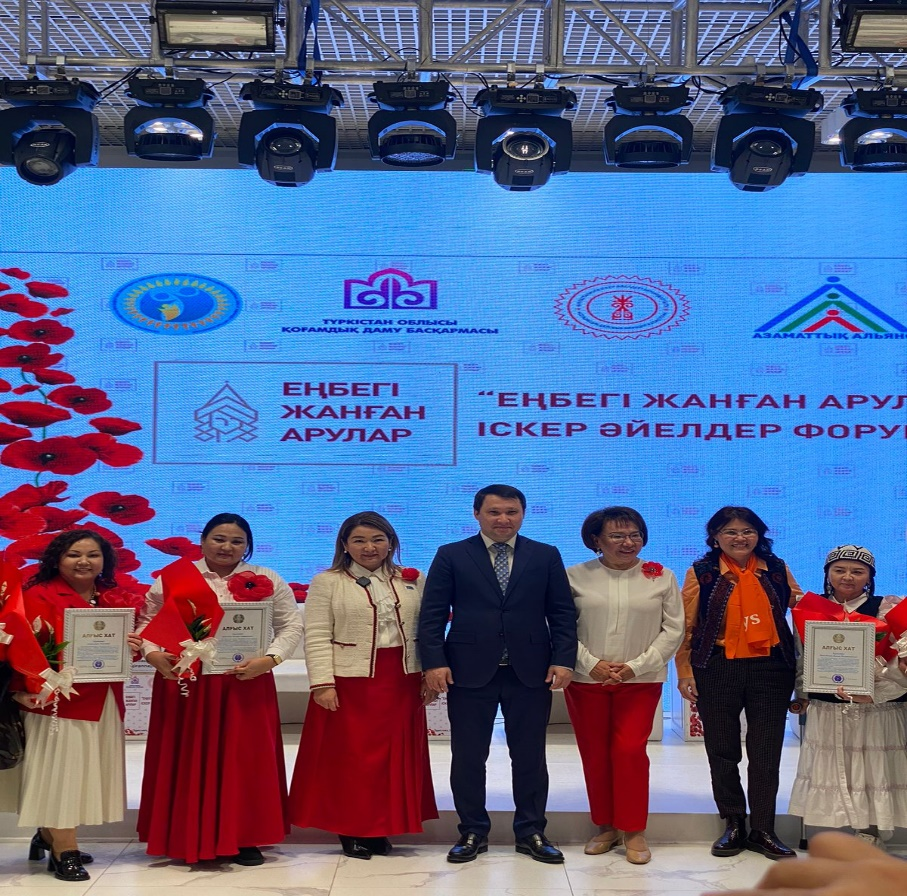 ТҮРКІСТАН ОБЛЫСЫ
ҚОҒАМДЫҚ ДАМУ БАСҚАРМАСЫ
АЗАМАТТЫҚ АЛЬЯНС
ЕҢБЕГІ
ЖАНҒАН
АРУЛАР
“ЕҢБЕГІ ЖАНҒАН АРУЛ
ІСКЕР ӘЙЕЛДЕР ФОРУ
АЛҒЫС ХАТ
АЛҒЫС ХАТ
АЛҒЫС ХАТ